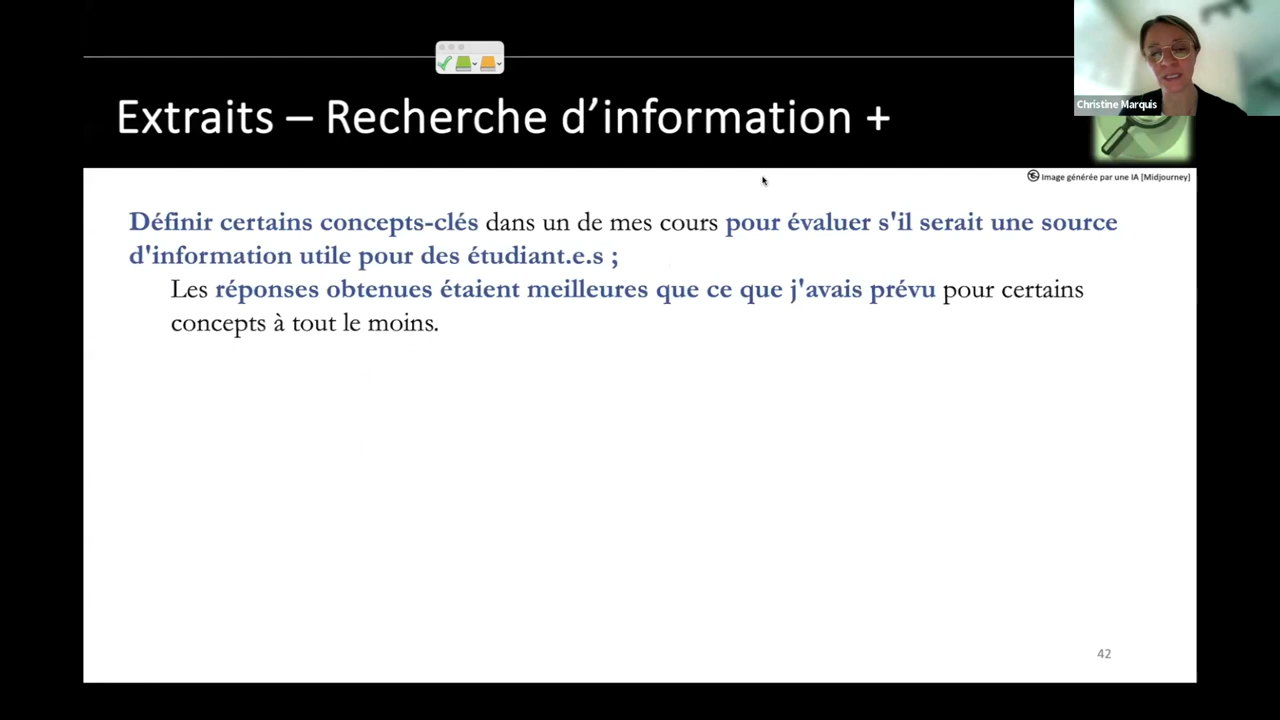 Christine Marquis
Extraits – Recherche d’information +
Image générée par une IA [Midjourney]
Définir certains concepts-clés dans un de mes cours pour évaluer s'il serait une source
d'information utile pour des étudiant.e.s ;
Les réponses obtenues étaient meilleures que ce que j'avais prévu pour certains
concepts à tout le moins.
42